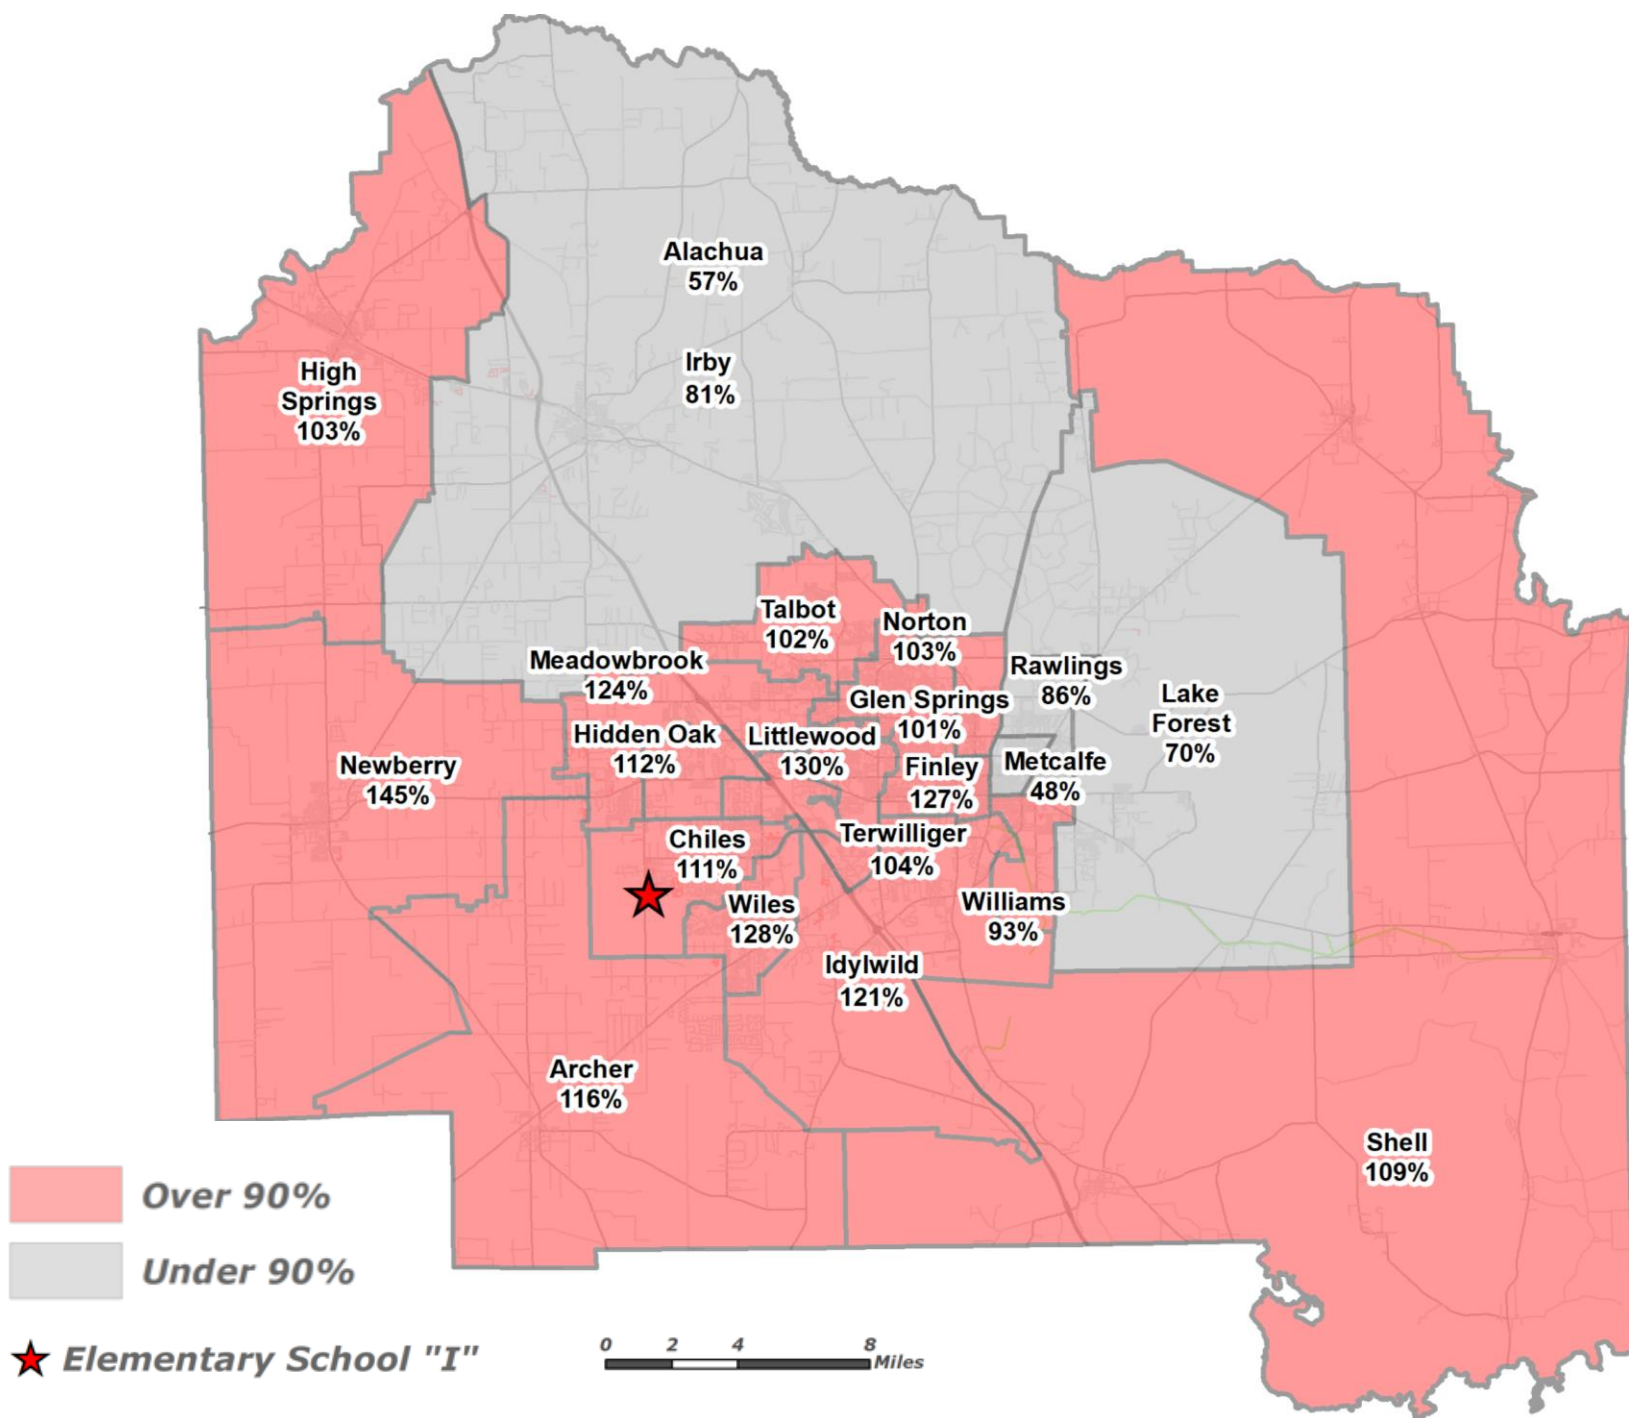 Alachua
57%
Irby
81%
High
Springs
103%
Talbot
102%
Norton
103%
Meadowbrook
124%
Rawlings
86%
Glen Springs
101%
Lake
Forest
70%
Hidden Oak
112%
Littlewood
130%
Newberry
145%
Finley
127%
Metcalfe
48%
Chiles
111%
Terwilliger
104%
Wiles
128%
Williams
93%
Idylwild
121%
Archer
116%
Shell
109%
Over 90%
Under 90%
Elementary School "I"
0 2 4 8
Miles